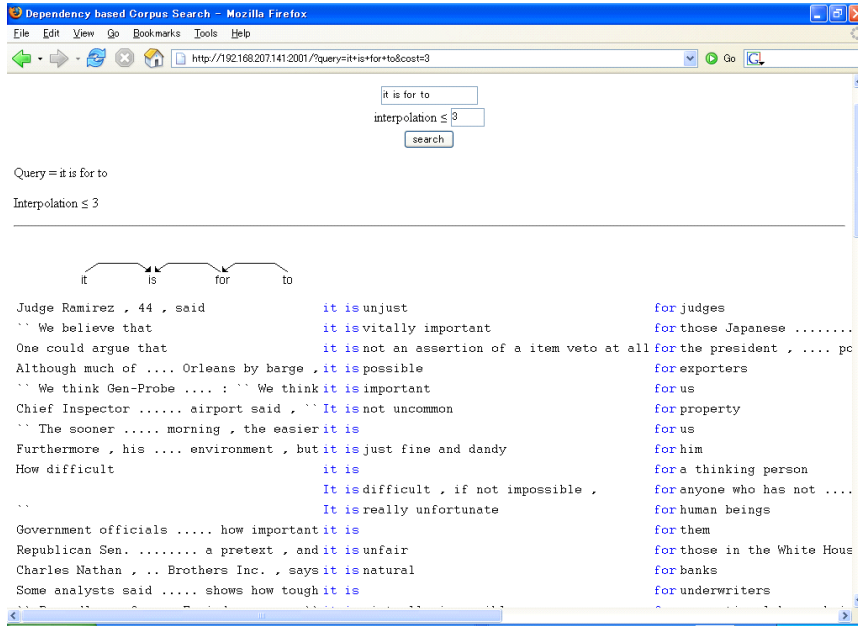 Dependency based Corpus Search - Mozilla Firefox
File Edit View Go Bookmarks Tools Help
http://192.168.207.141:2001/?query=it+is+for+to&cost=3 Go G
it is for to
interpolation ≤ 3
search
Query = it is for to
Interpolation ≤ 3
it is for to
Judge Ramirez , 44 , said it is unjust for judges
`` We believe that it is vitally important for those Japanese ........
One could argue that it is not an assertion of a item veto at all for the president , .... po
Although much of .... Orleans by barge , it is possible for exporters
`` We think Gen-Probe .... : `` We think it is important for us
Chief Inspector ...... airport said , `` It is not uncommon for property
`` The sooner ..... morning , the easier it is for us
Furthermore , his .... environment , but it is just fine and dandy for him
How difficult it is for a thinking person
It is difficult , if not impossible , for anyone who has not ....
`` It is really unfortunate for human beings
Government officials ..... how important it is for them
Republican Sen. ........ a pretext , and it is unfair for those in the White Hous
Charles Nathan , .. Brothers Inc. , says it is natural for banks
Some analysts said ..... shows how tough it is for underwriters